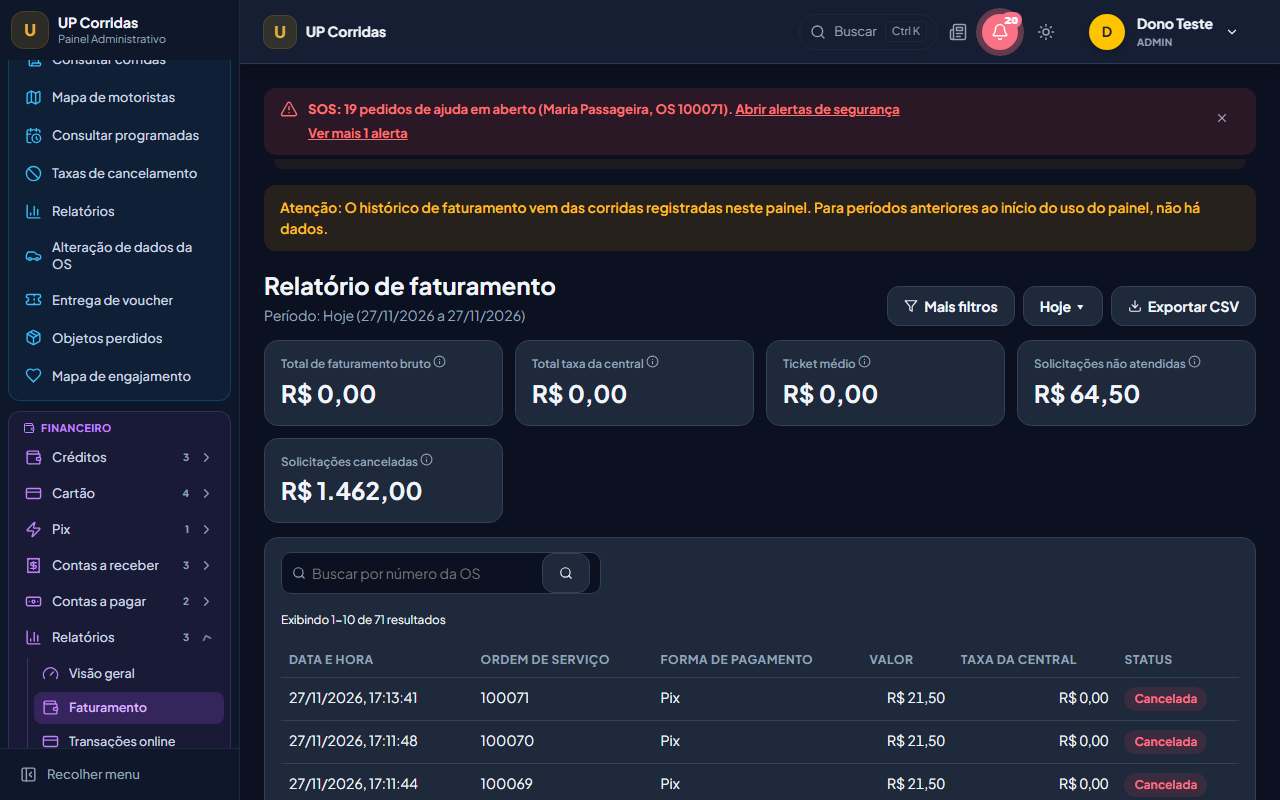 U
UP Corridas
Painel Administrativo
U
UP Corridas
Buscar
Ctrl K
20
D
Dono Teste
ADMIN
Consultar corridas
Mapa de motoristas
Consultar programadas
Taxas de cancelamento
Relatórios
Alteração de dados da
OS
Entrega de voucher
Objetos perdidos
Mapa de engajamento
FINANCEIRO
Créditos 3
Cartão 4
Pix 1
Contas a receber 3
Contas a pagar 2
Relatórios 3
Visão geral
Faturamento
Transações online
Recolher menu
SOS: 19 pedidos de ajuda em aberto (Maria Passageira, OS 100071). Abrir alertas de segurança
Ver mais 1 alerta
Atenção: O histórico de faturamento vem das corridas registradas neste painel. Para períodos anteriores ao início do uso do painel, não há
dados.
Relatório de faturamento
Período: Hoje (27/11/2026 a 27/11/2026)
Mais filtros
Hoje
Exportar CSV
Total de faturamento bruto
R$ 0,00
Total taxa da central
R$ 0,00
Ticket médio
R$ 0,00
Solicitações não atendidas
R$ 64,50
Solicitações canceladas
R$ 1.462,00
Buscar por número da OS
Exibindo 1–10 de 71 resultados
DATA E HORA ORDEM DE SERVIÇO FORMA DE PAGAMENTO VALOR TAXA DA CENTRAL STATUS
27/11/2026, 17:13:41 100071 Pix R$ 21,50 R$ 0,00 Cancelada
27/11/2026, 17:11:48 100070 Pix R$ 21,50 R$ 0,00 Cancelada
27/11/2026, 17:11:44 100069 Pix R$ 21,50 R$ 0,00 Cancelada